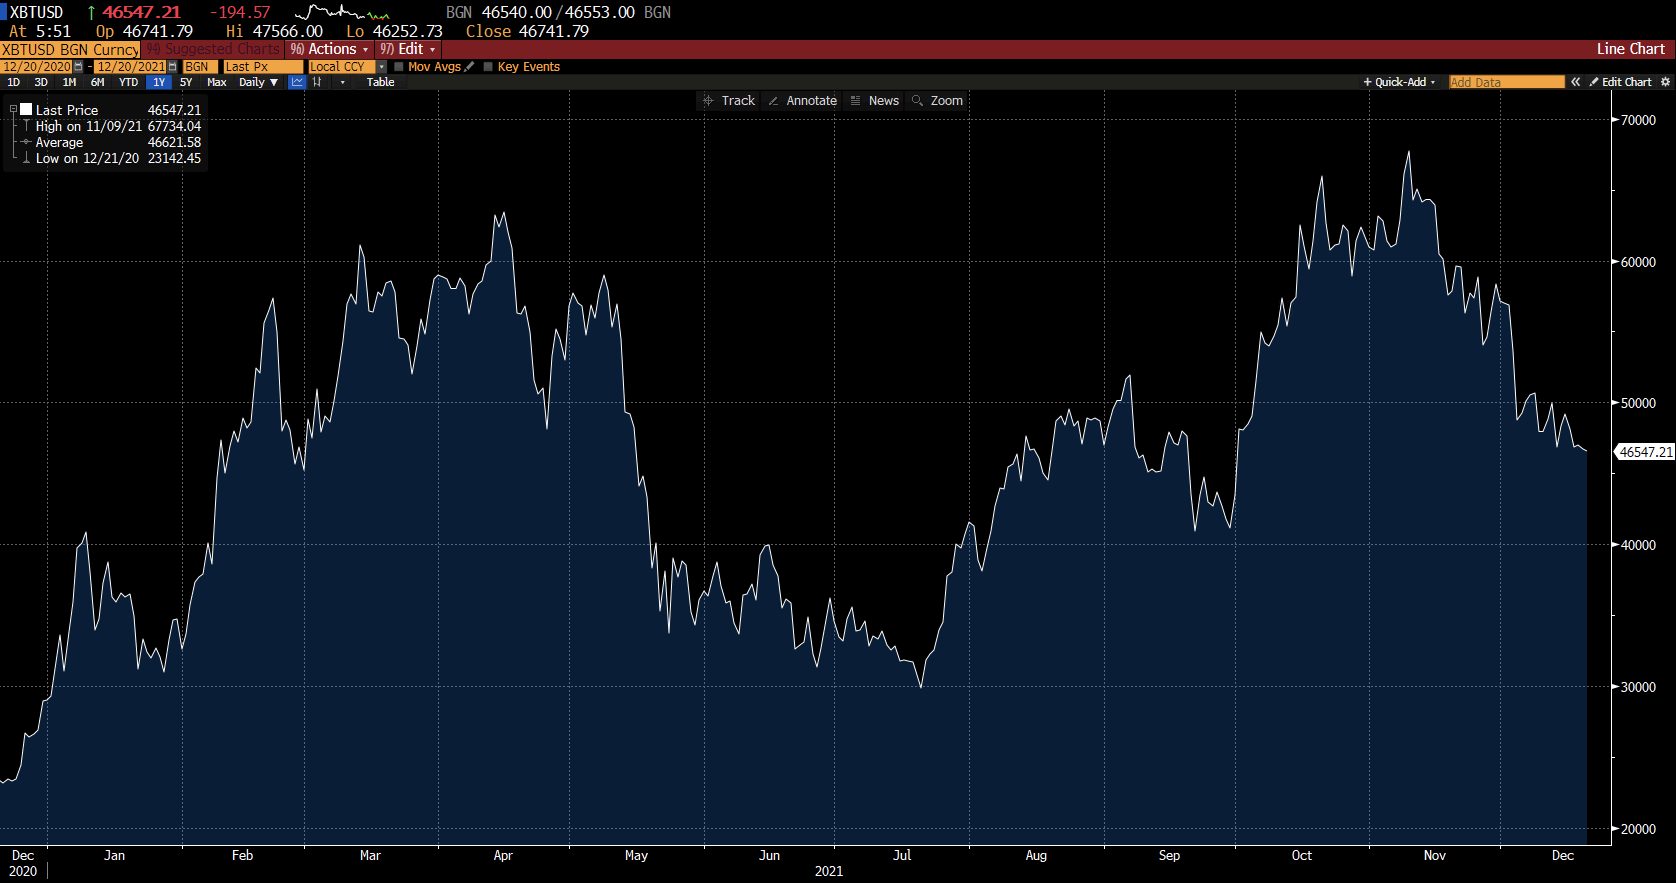 XBTUSD ↑ 46547.21 -194.57 BGN 46540.00/46553.00 BGN
At 5:51 Op 46741.79 Hi 47566.00 Lo 46252.73 Close 46741.79
XBTUSD BGN Curncy 94) Suggested Charts 96) Actions 97) Edit Line Chart
12/20/2020 - 12/20/2021 BGN Last Px Local CCY Mov Avgs Key Events
1D 3D 1M 6M YTD 1Y 5Y Max Daily ▼ Table + Quick-Add Add Data « Edit Chart
Track Annotate News Zoom
Last Price 46547.21
High on 11/09/21 67734.04
Average 46621.58
Low on 12/21/20 23142.45
70000
60000
50000
46547.21
40000
30000
20000
Dec Jan Feb Mar Apr May Jun Jul Aug Sep Oct Nov Dec
2020 2021